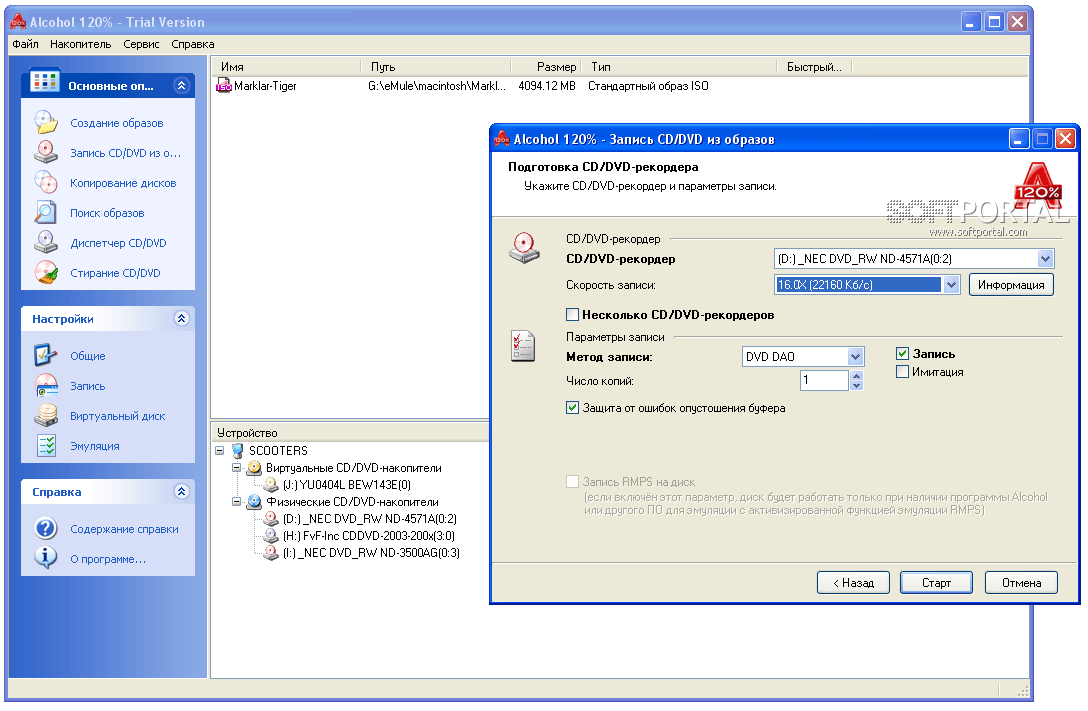 Alcohol 120% - Trial Version
Файл Накопитель Сервис Справка
Основные оп...
Создание образов
Запись CD/DVD из о...
Копирование дисков
Поиск образов
Диспетчер CD/DVD
Стирание CD/DVD
Настройки
Общие
Запись
Виртуальный диск
Эмуляция
Справка
Содержание справки
О программе...
Имя Путь Размер Тип Быстрый...
ISO Marklar-Tiger G:\eMule\macintosh\Markl... 4094.12 MB Стандартный образ ISO
Устройство
SCOOTERS
Виртуальные CD/DVD-накопители
(J:) YU0404L BEW143E(0)
Физические CD/DVD-накопители
(D:) _NEC DVD_RW ND-4571A(0:2)
(H:) FvF-Inc CDDVD-2003-200x(3:0)
(I:) _NEC DVD_RW ND-3500AG(0:3)
Alcohol 120% - Запись CD/DVD из образов
Подготовка CD/DVD-рекордера
Укажите CD/DVD-рекордер и параметры записи.
120%
SOFTPORTAL
www.softportal.com
CD/DVD-рекордер
CD/DVD-рекордер (D:) _NEC DVD_RW ND-4571A(0:2)
Скорость записи: 16.0X (22160 Кб/с) Информация
Несколько CD/DVD-рекордеров
Параметры записи
Метод записи: DVD DAO Запись
Имитация
Число копий: 1
Защита от ошибок опустошения буфера
Запись RMPS на диск
(если включён этот параметр, диск будет работать только при наличии программы Alcohol
или другого ПО для эмуляции с активизированной функцией эмуляции RMPS)
< Назад Старт Отмена